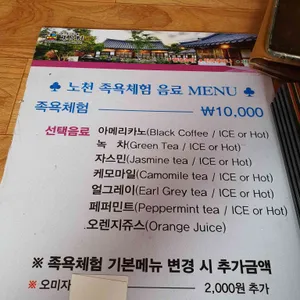 ♣ 노천 족욕체험 음료 MENU ♣
족욕체험 ₩10,000
선택음료 아메리카노(Black Coffee / ICE or Hot)
녹 차(Green Tea / ICE or Hot)
자스민(Jasmine tea / ICE or Hot)
케모마일(Camomile tea / ICE or Hot)
얼그레이(Earl Grey tea / ICE or Hot)
페퍼민트(Peppermint tea / ICE or Hot)
오렌지쥬스(Orange Juice)
※ 족욕체험 기본메뉴 변경 시 추가금액
※ 오미자 2,000원 추가